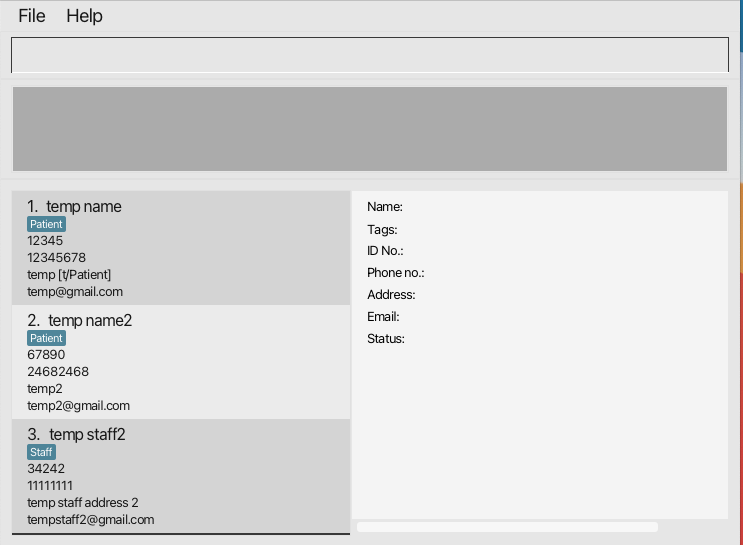 File Help
1. temp name
Patient
12345
12345678
temp [t/Patient]
temp@gmail.com
2. temp name2
Patient
67890
24682468
temp2
temp2@gmail.com
3. temp staff2
Staff
34242
11111111
temp staff address 2
tempstaff2@gmail.com
Name:
Tags:
ID No.:
Phone no.:
Address:
Email:
Status: